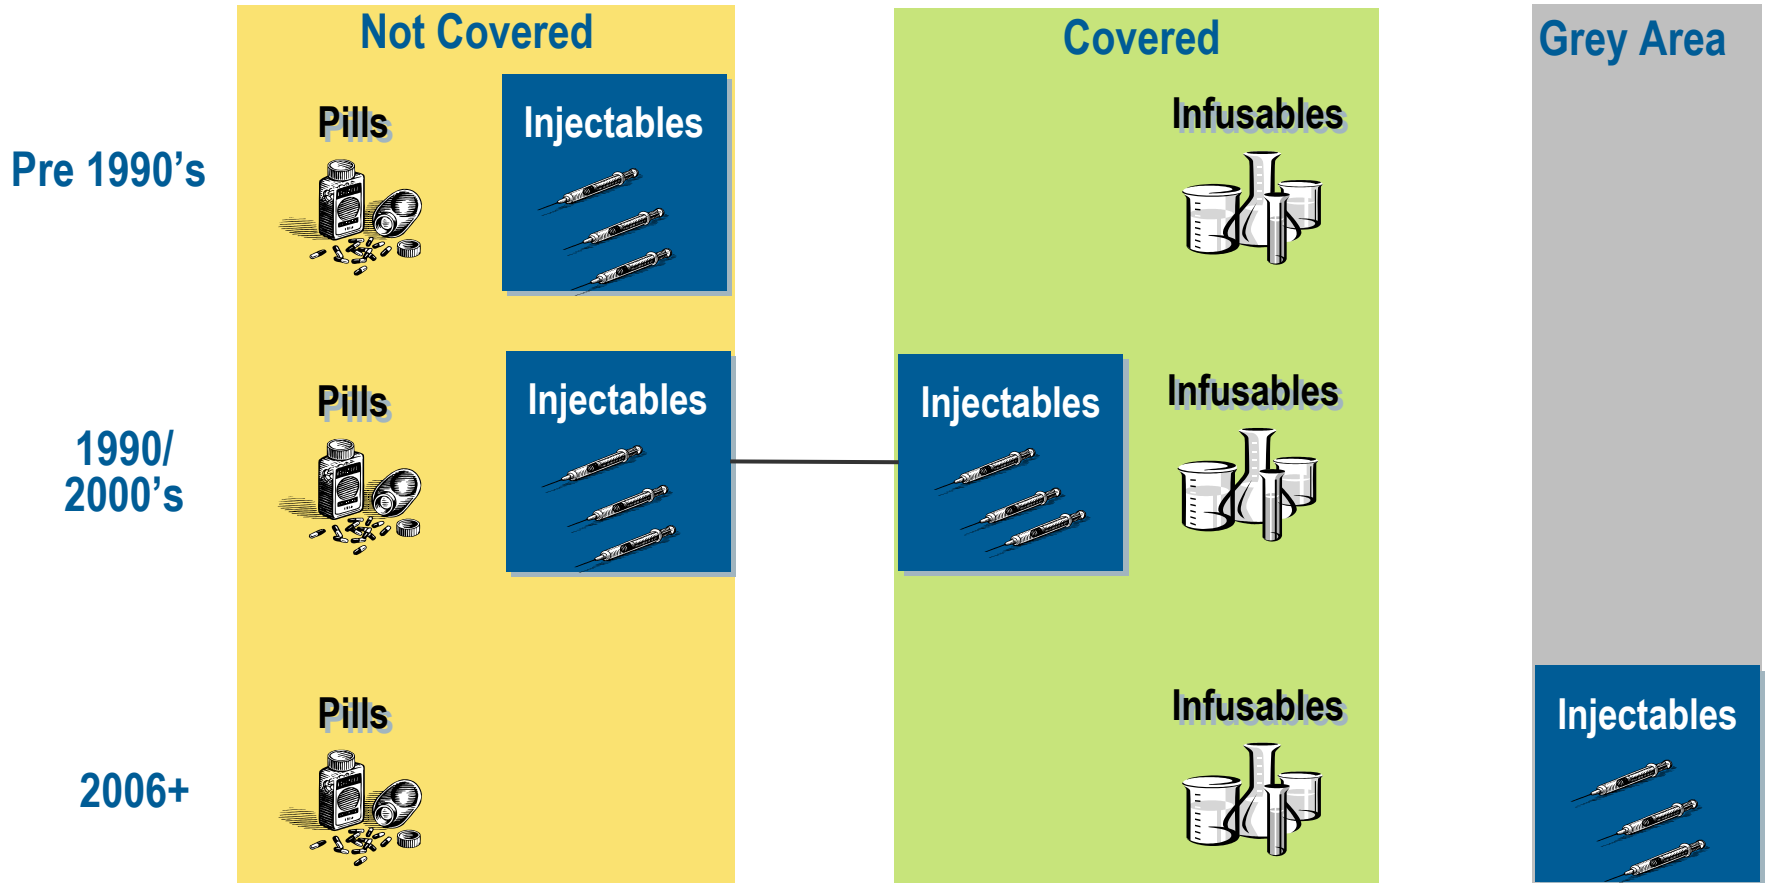 Not Covered
Covered
Grey Area
Pre 1990's
Pills
Injectables
Infusables
1990/
2000's
Pills
Injectables
Injectables
Infusables
2006+
Pills
Infusables
Injectables